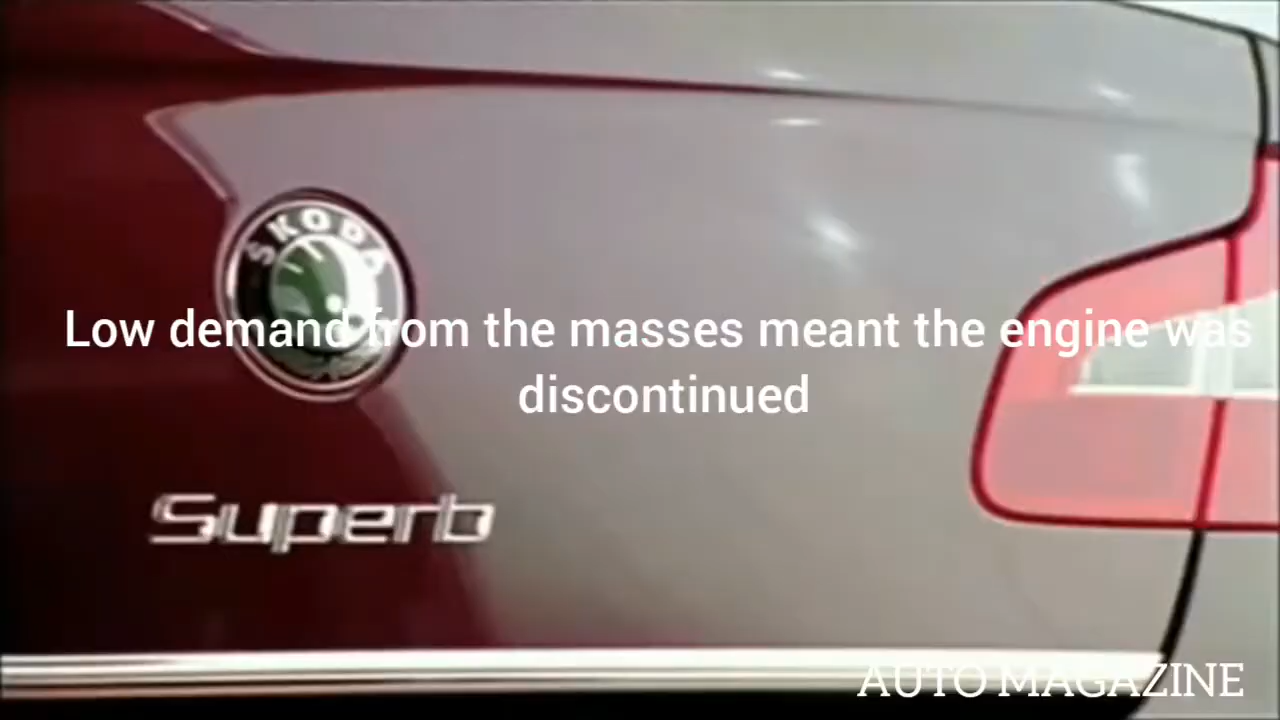 SKODA
Low demand from the masses meant the engine was
discontinued
Superb
AUTO MAGAZINE